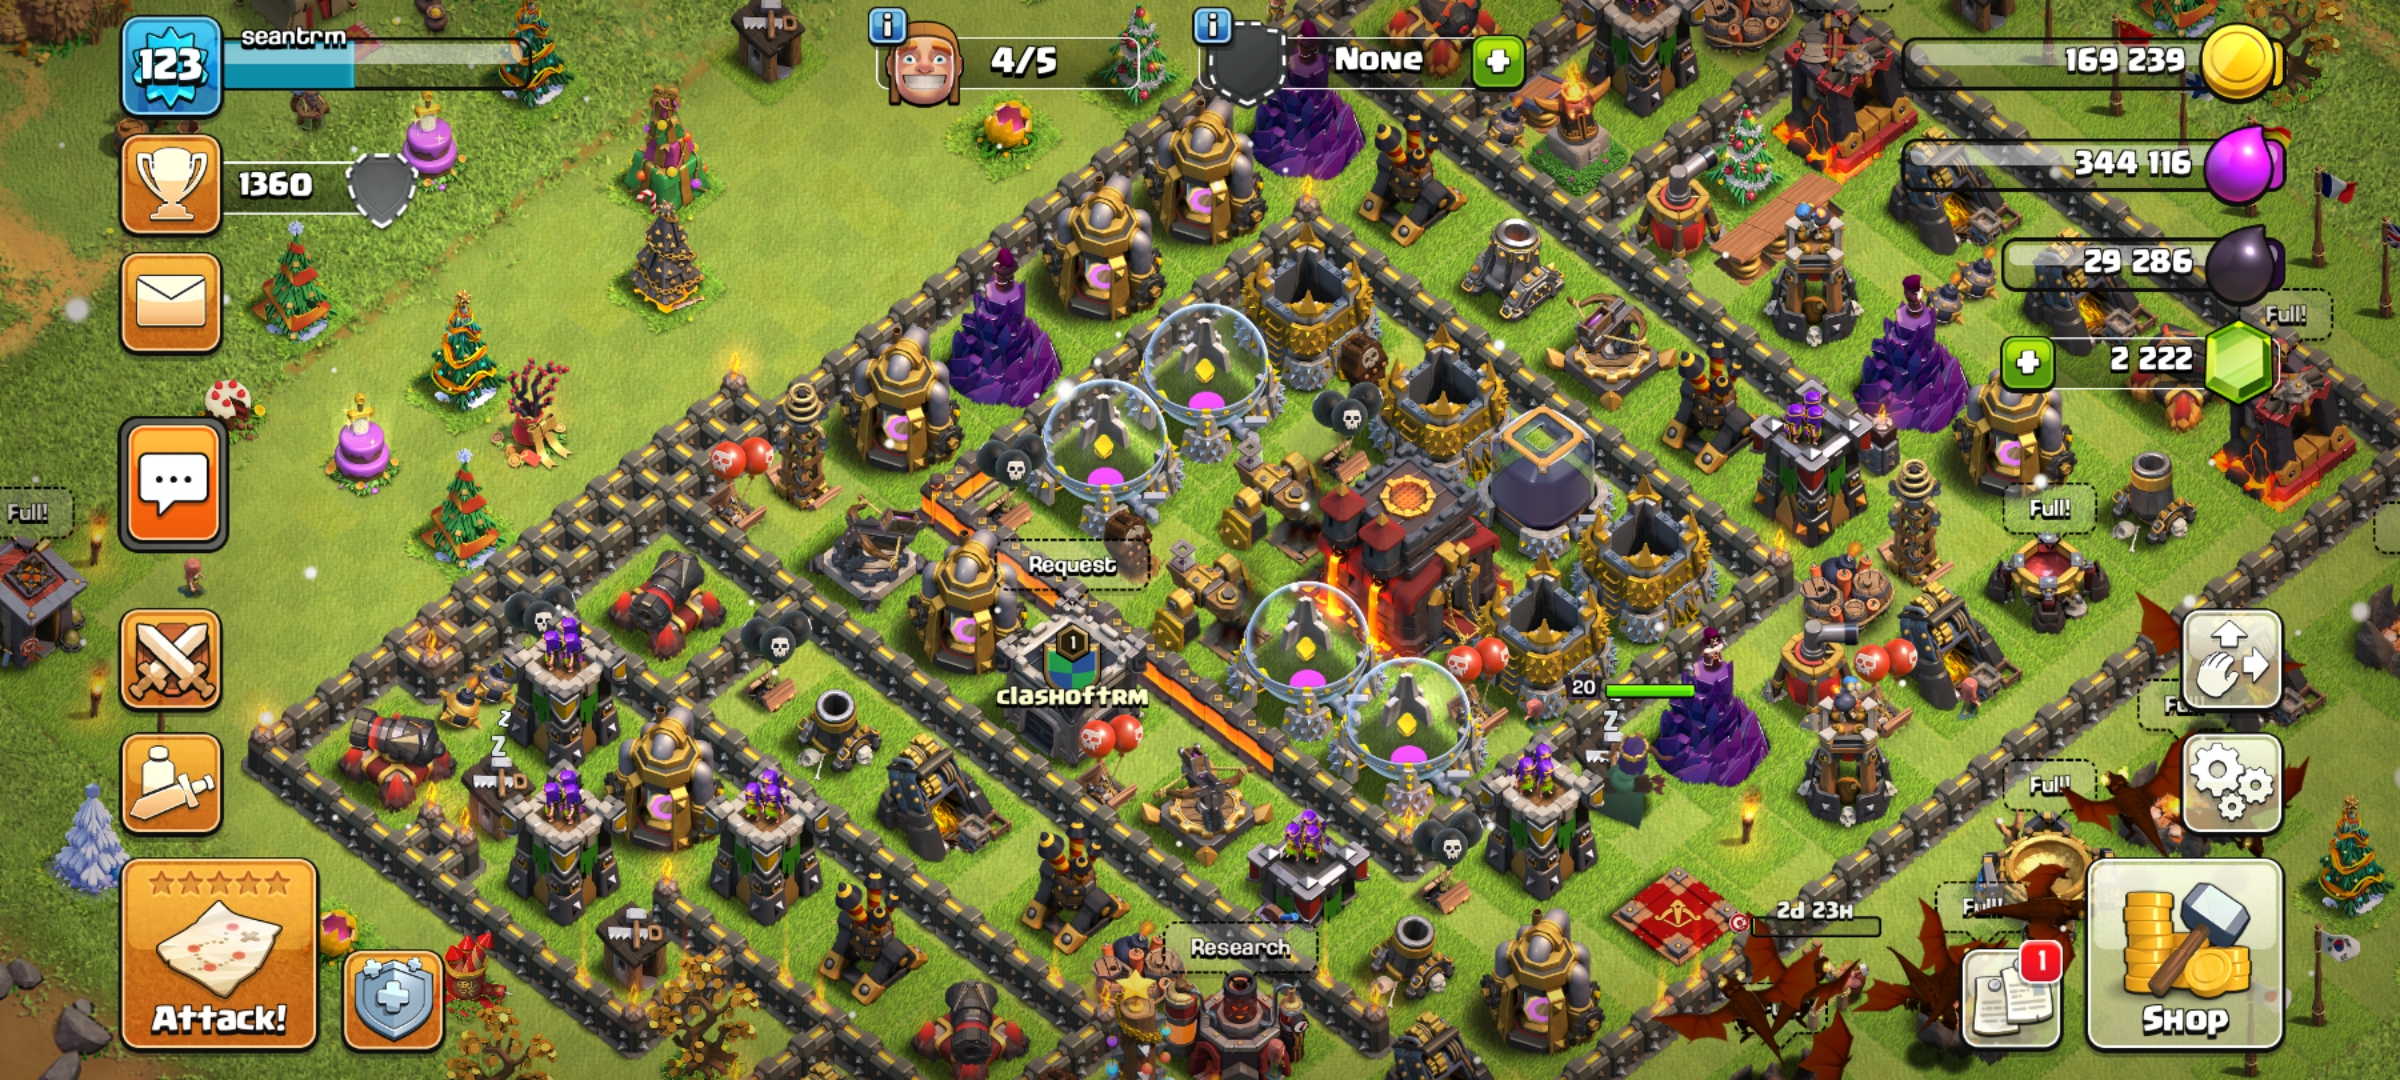 seantrm
123
4/5
None
169 239
1360
344 116
29 286
Full!
2 222
Full!
Full!
Request
1
clashoftrm
20
z
Z
Z
Full!
2d 23h
Research
1
Attack!
Shop